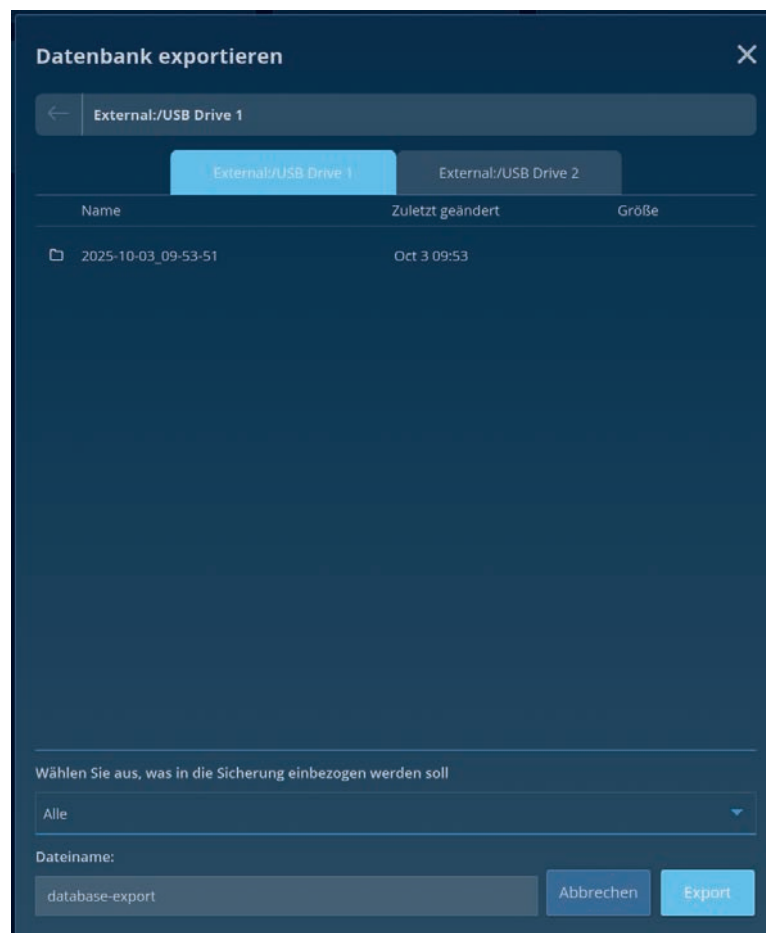 Datenbank exportieren
External:/USB Drive 1
External:/USB Drive 1 External:/USB Drive 2
Name Zuletzt geändert Größe
2025-10-03_09-53-51 Oct 3 09:53
Wählen Sie aus, was in die Sicherung einbezogen werden soll
Alle
Dateiname:
database-export Abbrechen Export